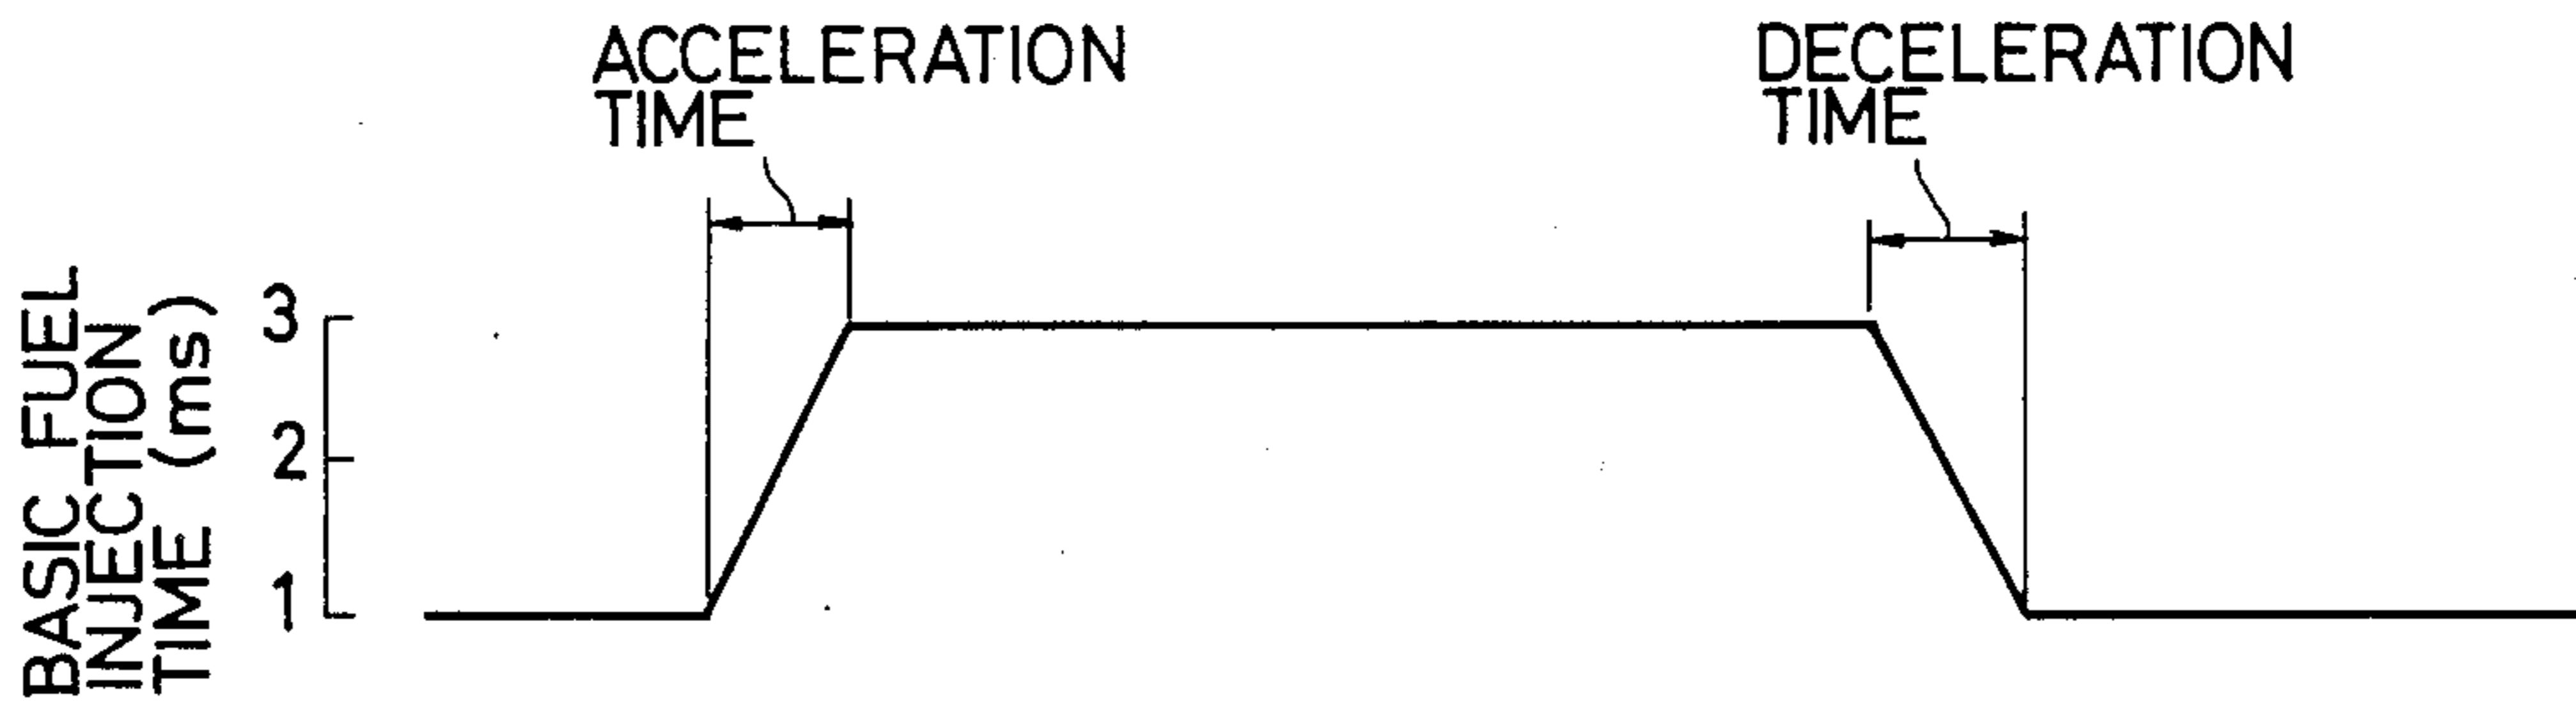 ACCELERATION
TIME
DECELERATION
TIME
BASIC FUEL
INJECTION
TIME (ms)
3
2
1